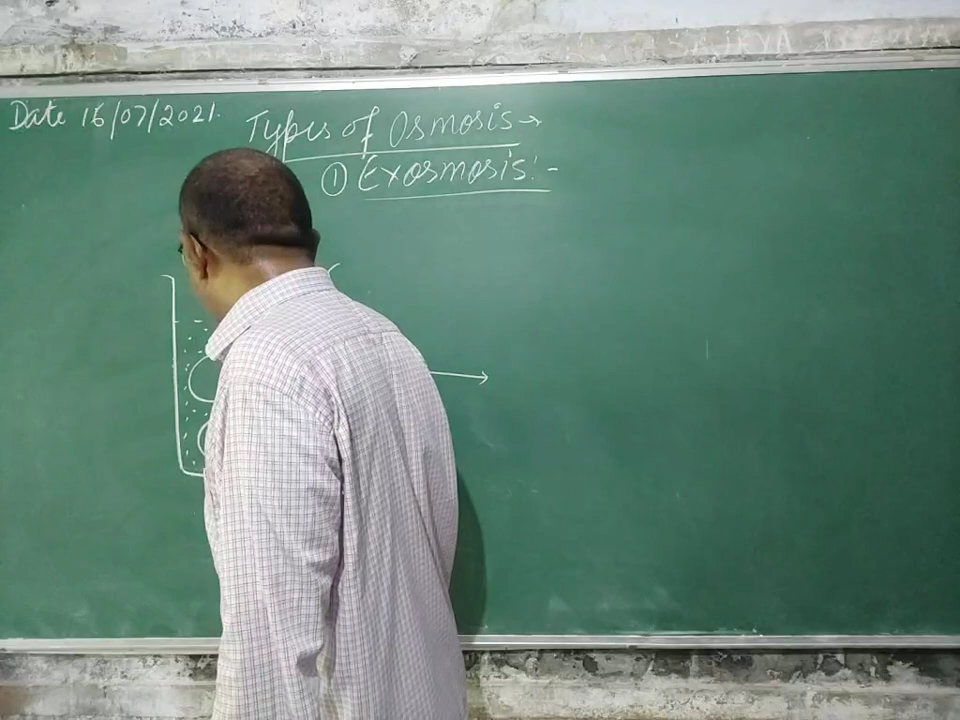 Date 16/07/2021.
Types of Osmosis→
① Exosmosis:-